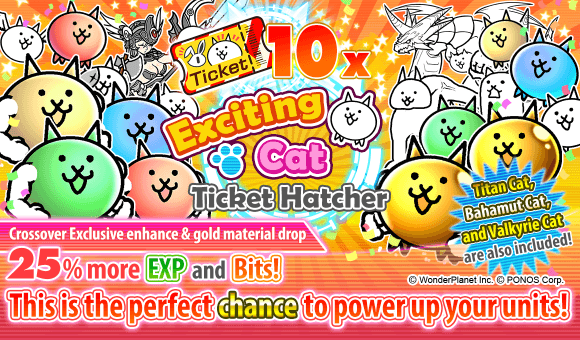 Ticket!
10x
Exciting
Cat
Ticket Hatcher
Titan Cat,
Bahamut Cat,
and Valkyrie Cat
are also included!
Crossover Exclusive enhance & gold material drop
25% more EXP and Bits!
© WonderPlanet Inc. © PONOS Corp.
This is the perfect chance to power up your units!